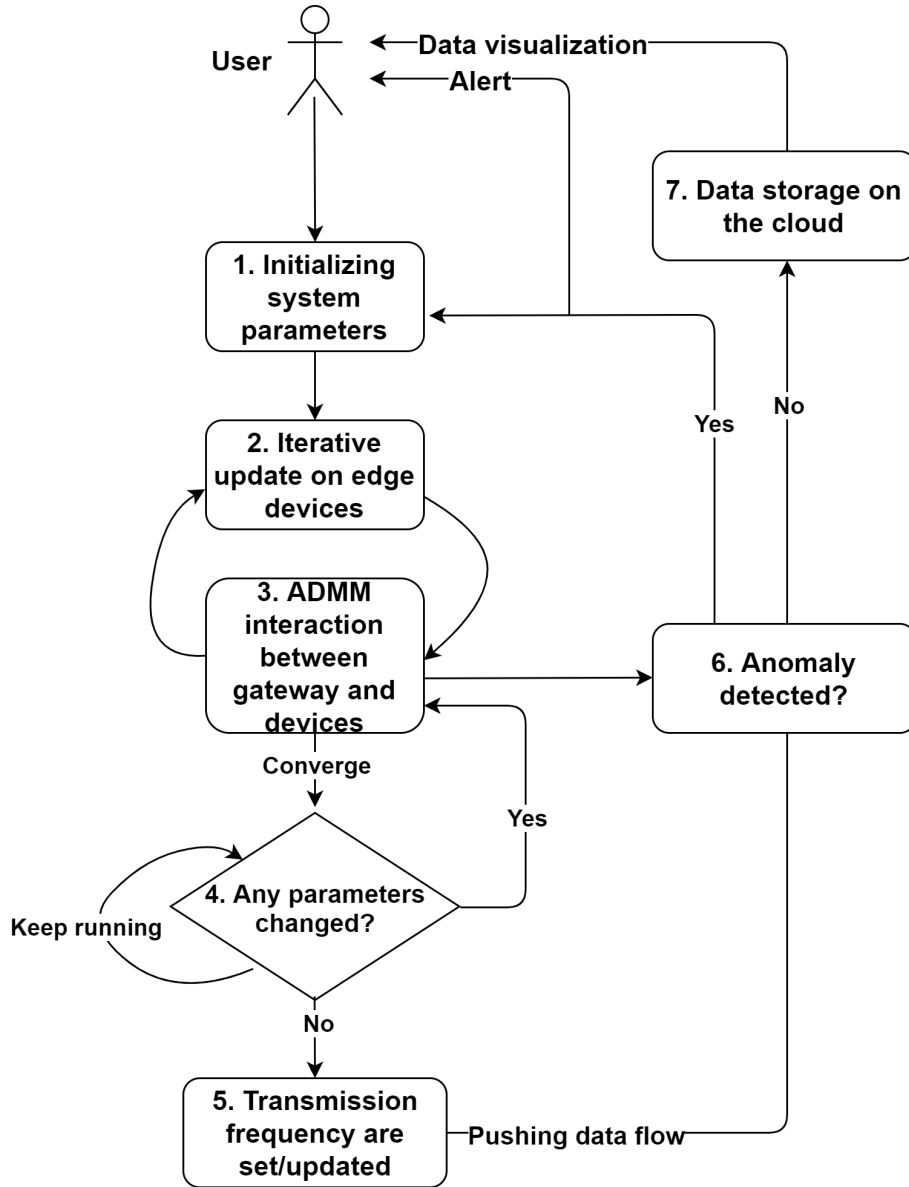 User
Data visualization
Alert
7. Data storage on
the cloud
1. Initializing
system
parameters
Yes
No
2. Iterative
update on edge
devices
3. ADMM
interaction
between
gateway and
devices
6. Anomaly
detected?
Converge
Yes
4. Any parameters
changed?
Keep running
No
5. Transmission
frequency are
set/updated
Pushing data flow